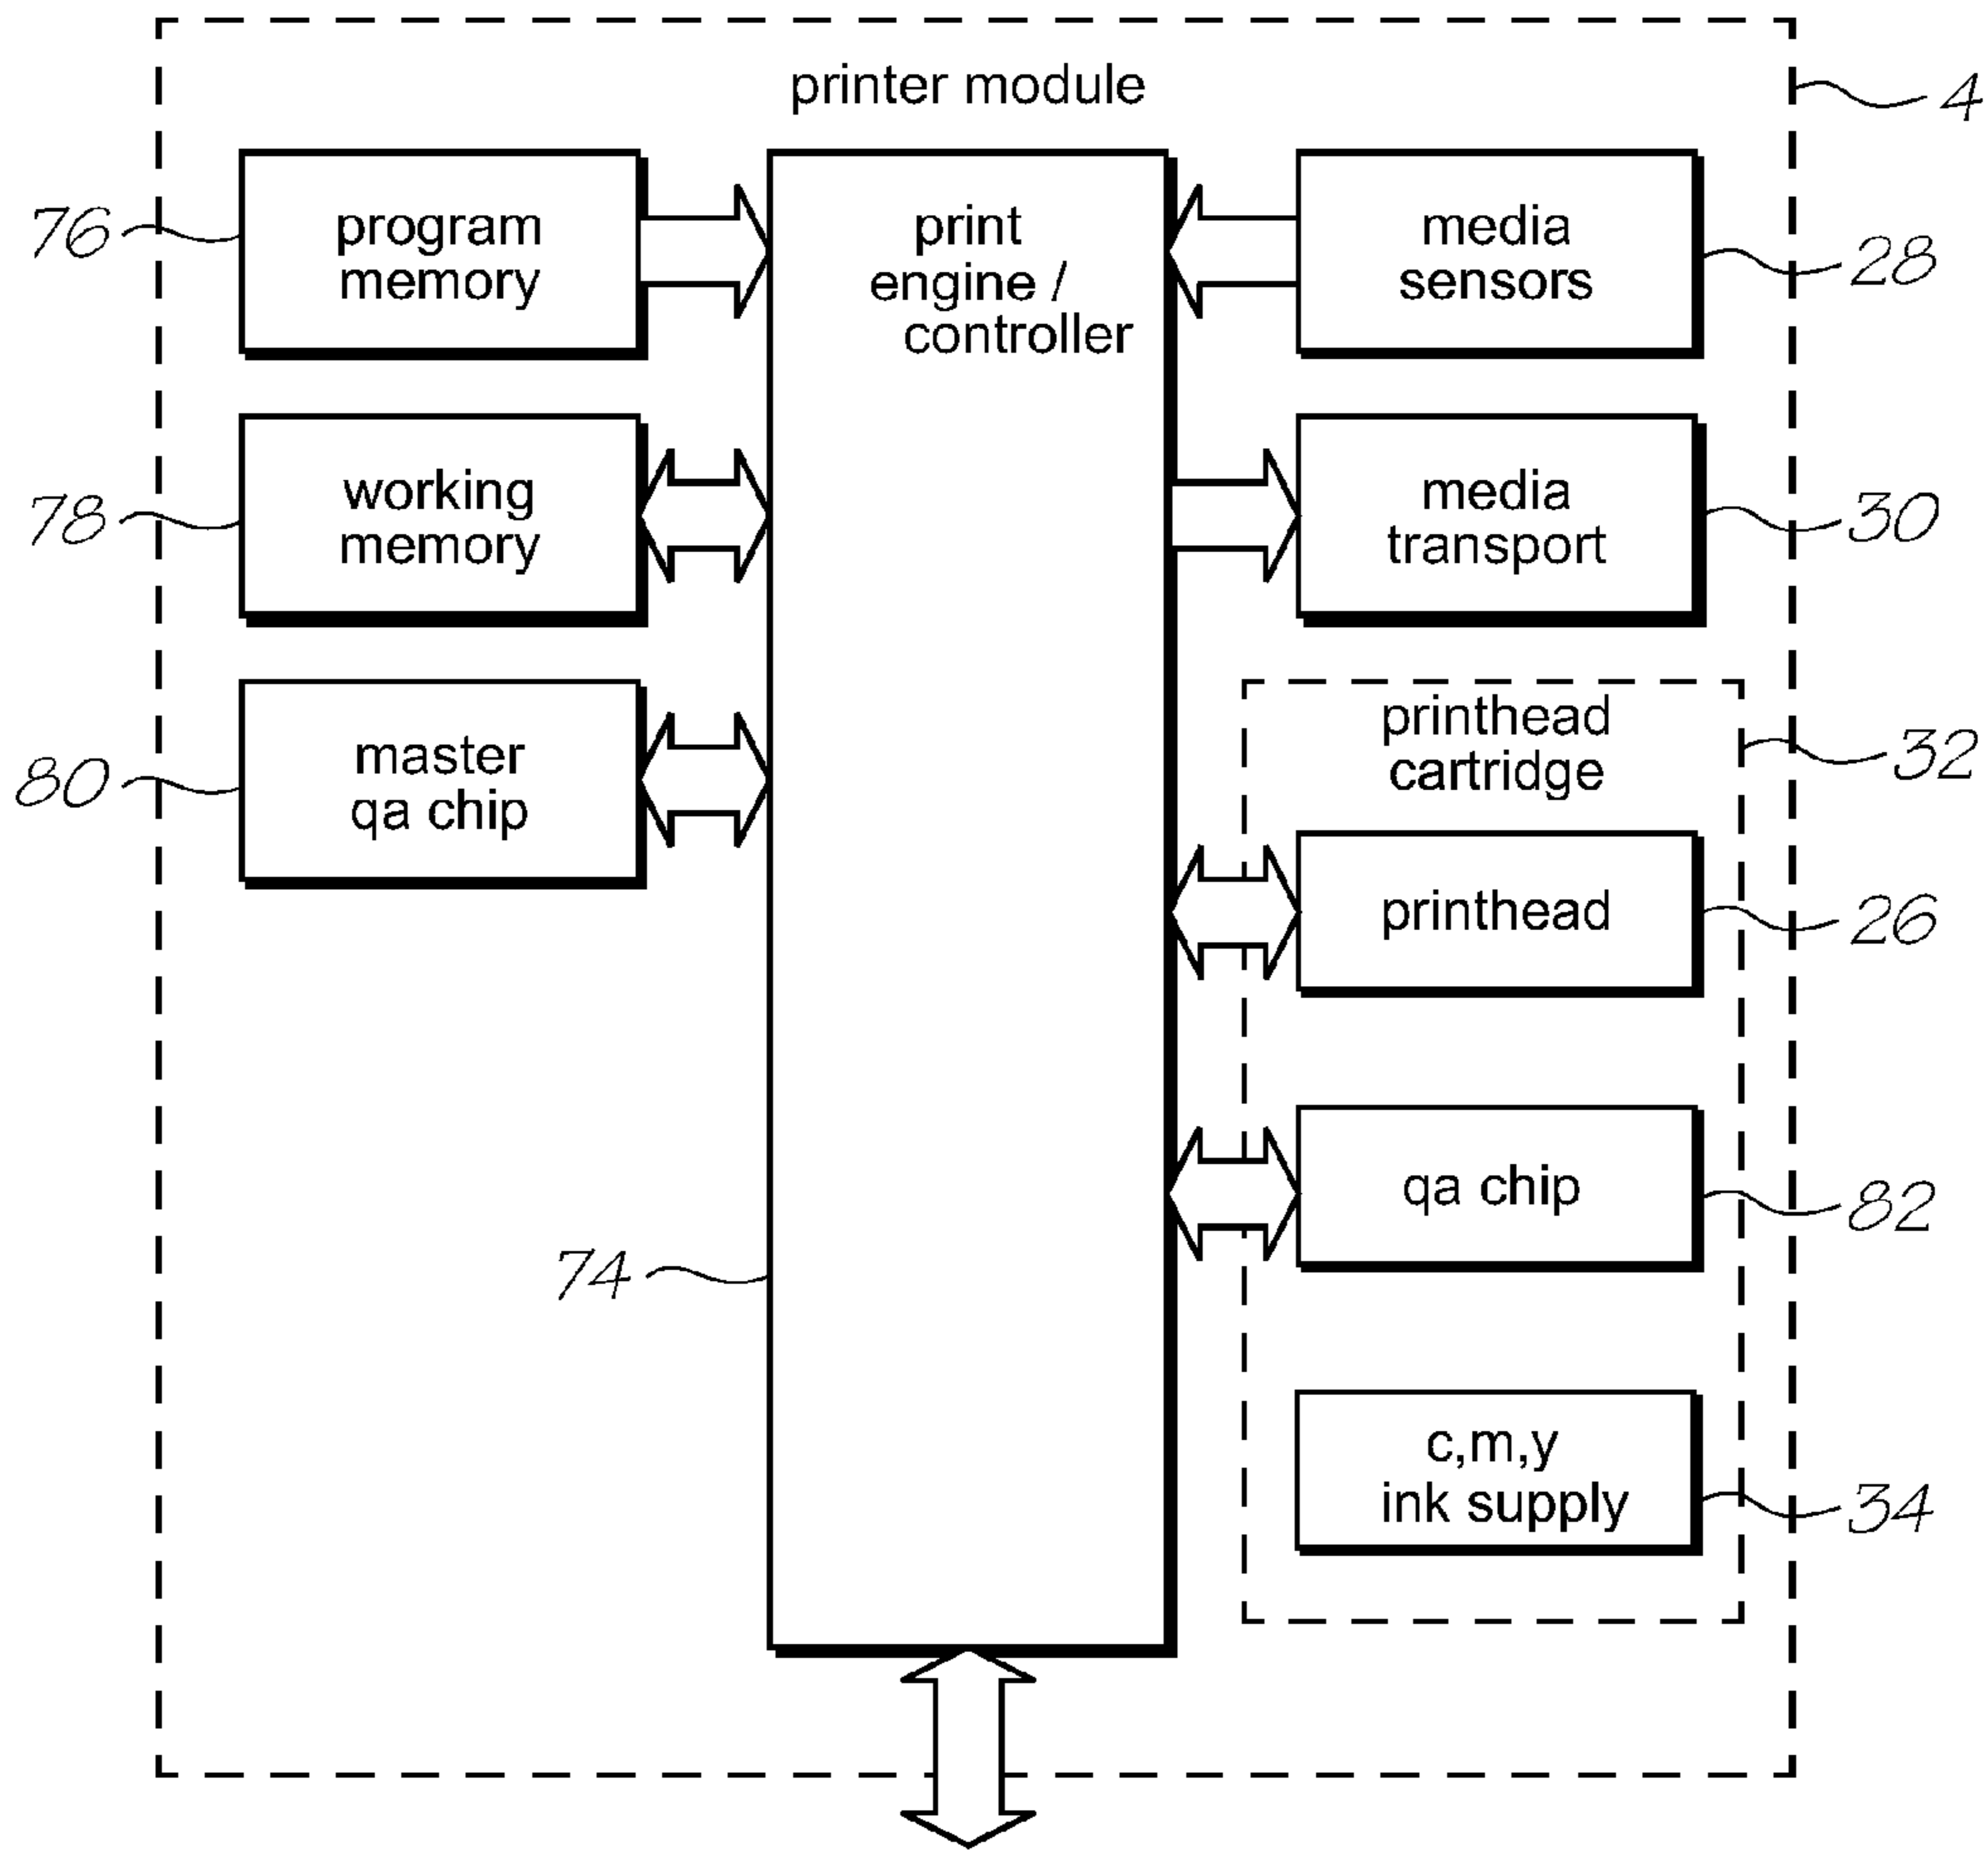 printer module
4
76
program
memory
print
engine /
controller
media
sensors
28
78
working
memory
media
transport
30
80
master
qa chip
printhead
cartridge
32
printhead
26
qa chip
82
74
c,m,y
ink supply
34